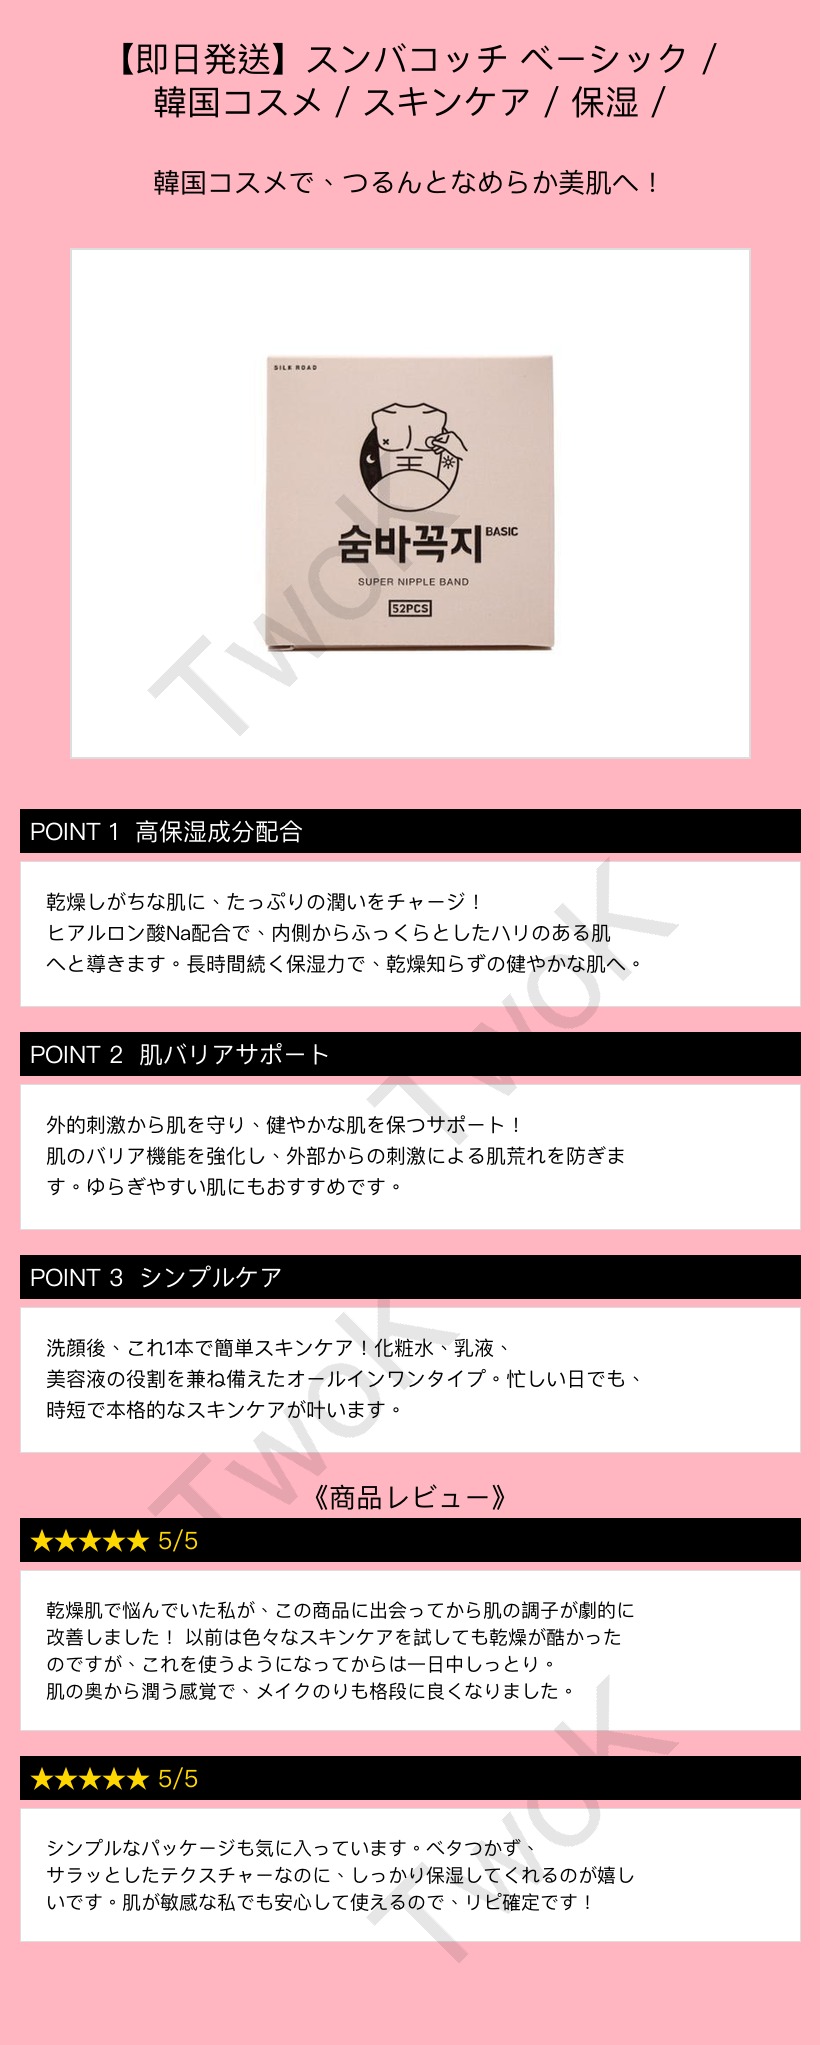 【即日発送】スンバコッチ ベーシック /
韓国コスメ / スキンケア / 保湿 /
韓国コスメで、つるんとなめらか美肌へ！
SILK ROAD
숨바꼭지 BASIC
SUPER NIPPLE BAND
52PCS
TwoK
POINT 1 高保湿成分配合
乾燥しがちな肌に、たっぷりの潤いをチャージ！
ヒアルロン酸Na配合で、内側からふっくらとしたハリのある肌
へと導きます。長時間続く保湿力で、乾燥知らずの健やかな肌へ。
TwoK
POINT 2 肌バリアサポート
外的刺激から肌を守り、健やかな肌を保つサポート！
肌のバリア機能を強化し、外部からの刺激による肌荒れを防ぎま
す。ゆらぎやすい肌にもおすすめです。
POINT 3 シンプルケア
洗顔後、これ1本で簡単スキンケア！化粧水、乳液、
美容液の役割を兼ね備えたオールインワンタイプ。忙しい日でも、
時短で本格的なスキンケアが叶います。
TwoK
《商品レビュー》
★★★★★ 5/5
乾燥肌で悩んでいた私が、この商品に出会ってから肌の調子が劇的に
改善しました！ 以前は色々なスキンケアを試しても乾燥が酷かった
のですが、これを使うようになってからは一日中しっとり。
肌の奥から潤う感覚で、メイクのりも格段に良くなりました。
★★★★★ 5/5
シンプルなパッケージも気に入っています。ベタつかず、
サラッとしたテクスチャーなのに、しっかり保湿してくれるのが嬉し
いです。肌が敏感な私でも安心して使えるので、リピ確定です！
TwoK